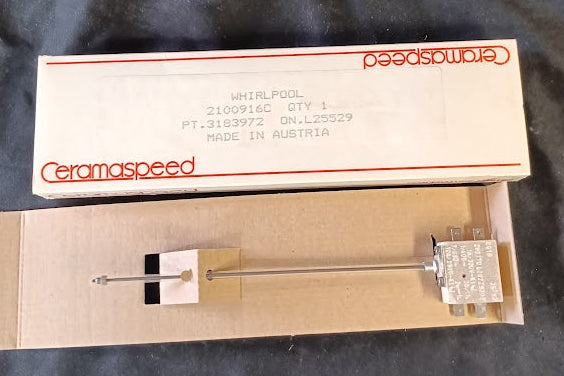 Ceramaspeed
WHIRLPOOL
2100916C QTY 1
PT.3183972 ON.L25529
MADE IN AUSTRIA
Ceramaspeed